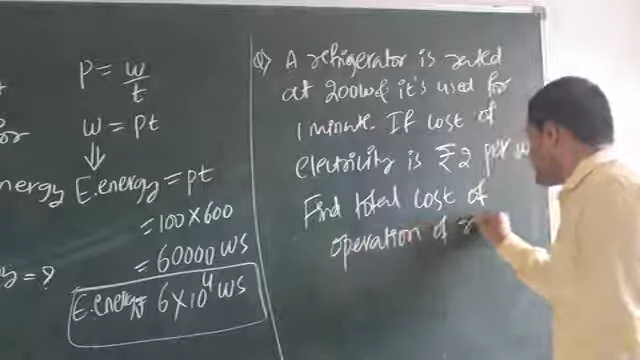 P = w/t
w = pt
nergy E.energy = pt
= 100 × 600
= 60000 ws
y = ?
E.energy = 6 × 10⁴ ws
Q) A refrigerator is rated
at 200w & it's used for
1 minute. If cost of
electricity is ₹2 per w
Find total cost of
operation of